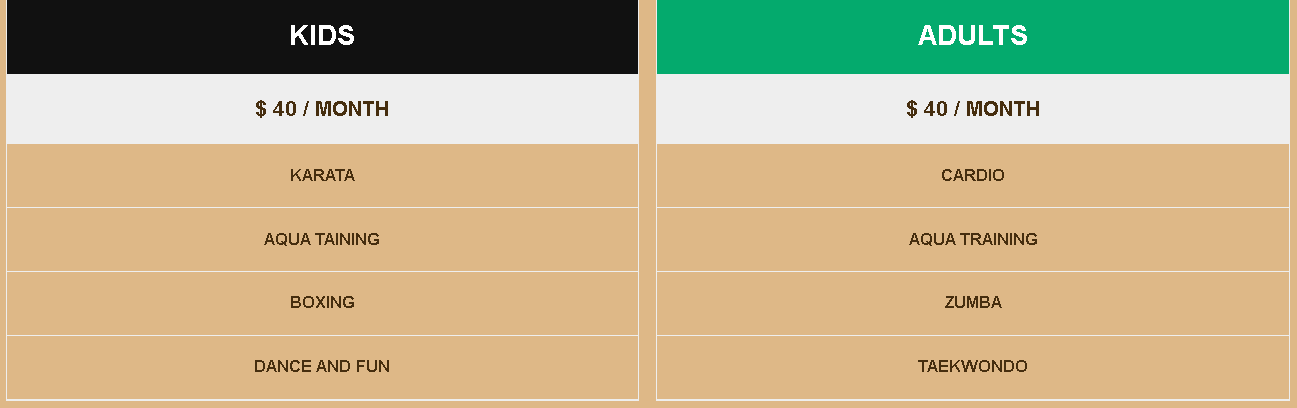 KIDS
$ 40 / MONTH
KARATA
AQUA TAINING
BOXING
DANCE AND FUN
ADULTS
$ 40 / MONTH
CARDIO
AQUA TRAINING
ZUMBA
TAEKWONDO